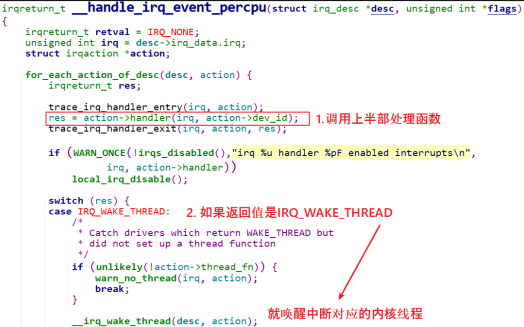 irqreturn_t __handle_irq_event_percpu(struct irq_desc *desc, unsigned int *flags)
{
irqreturn_t retval = IRQ_NONE;
unsigned int irq = desc->irq_data.irq;
struct irqaction *action;
for_each_action_of_desc(desc, action) {
irqreturn_t res;
trace_irq_handler_entry(irq, action);
res = action->handler(irq, action->dev_id);
1.调用上半部处理函数
trace_irq_handler_exit(irq, action, res);
if (WARN_ONCE(!irqs_disabled(),"irq %u handler %pF enabled interrupts\n",
irq, action->handler))
local_irq_disable();
switch (res) {
case IRQ_WAKE_THREAD:
2. 如果返回值是IRQ_WAKE_THREAD
/*
* Catch drivers which return WAKE_THREAD but
* did not set up a thread function
*/
if (unlikely(!action->thread_fn)) {
warn_no_thread(irq, action);
break;
}
就唤醒中断对应的内核线程
__irq_wake_thread(desc, action);